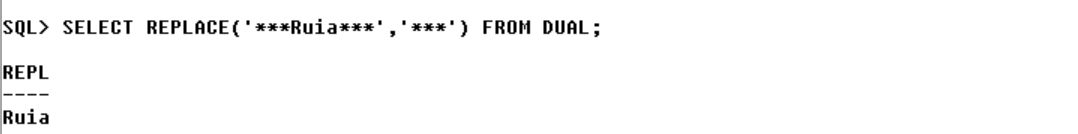 SQL> SELECT REPLACE('***Ruia***','***') FROM DUAL;
REPL
----
Ruia